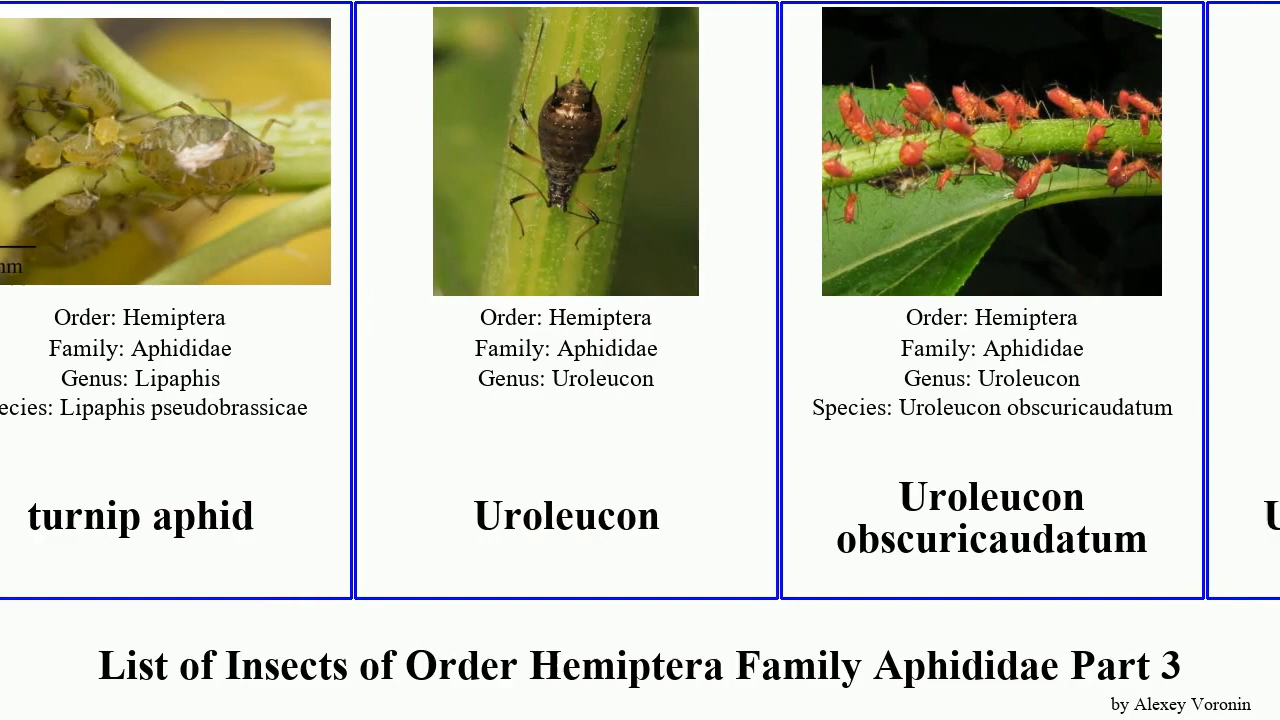 nm
Order: Hemiptera
Family: Aphididae
Genus: Lipaphis
ecies: Lipaphis pseudobrassicae
turnip aphid
Order: Hemiptera
Family: Aphididae
Genus: Uroleucon
Uroleucon
Order: Hemiptera
Family: Aphididae
Genus: Uroleucon
Species: Uroleucon obscuricaudatum
Uroleucon
obscuricaudatum
U
List of Insects of Order Hemiptera Family Aphididae Part 3
by Alexey Voronin